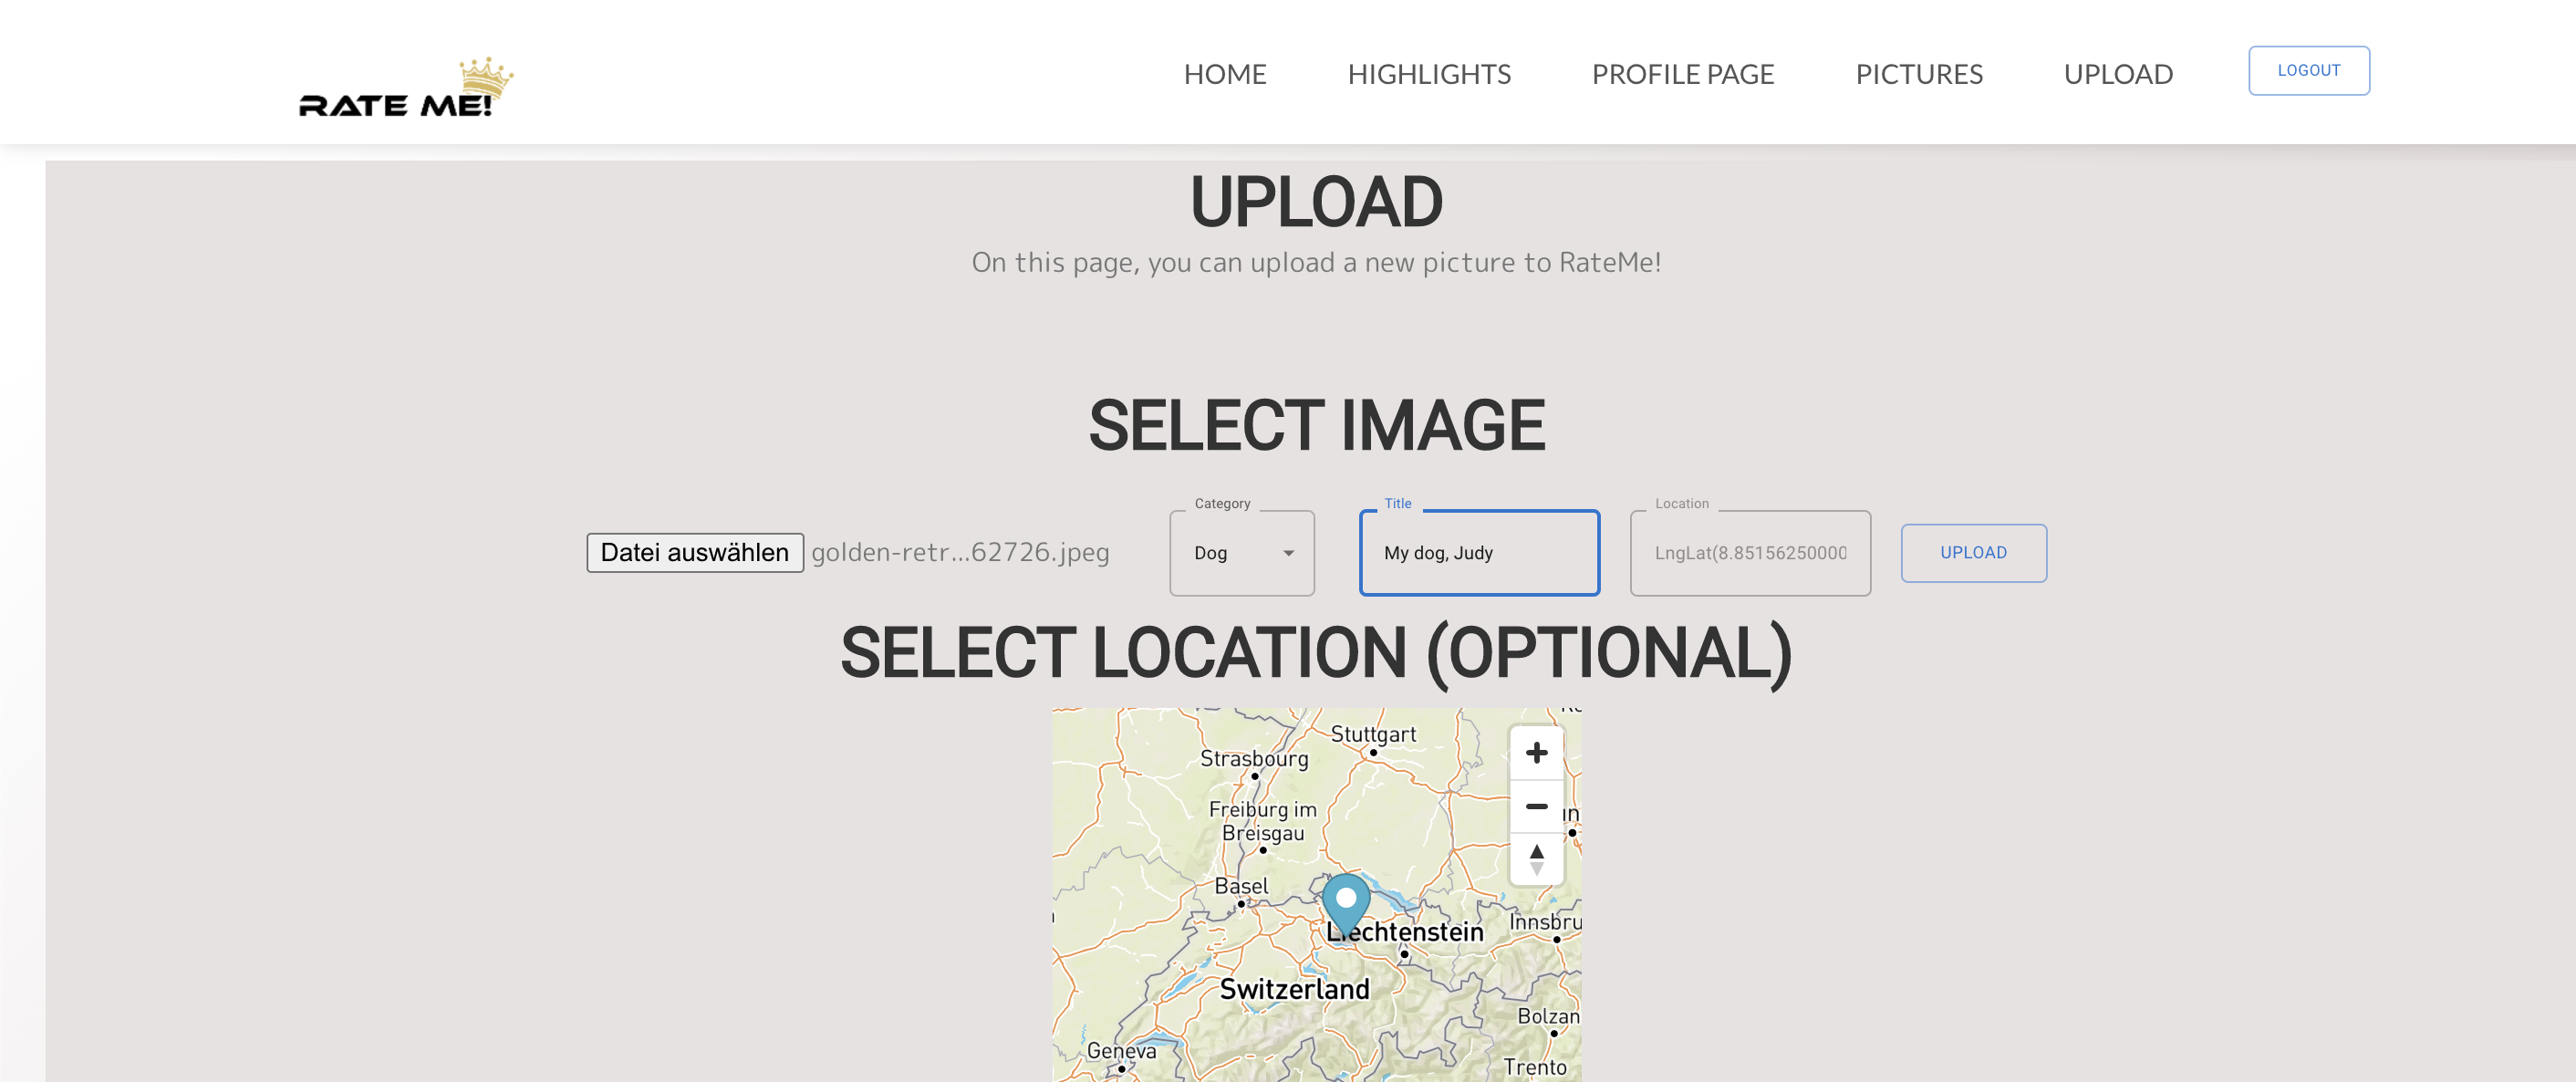 RATE ME!
HOME HIGHLIGHTS PROFILE PAGE PICTURES UPLOAD LOGOUT
UPLOAD
On this page, you can upload a new picture to RateMe!
SELECT IMAGE
Category Title Location
Datei auswählen golden-retr...62726.jpeg Dog My dog, Judy LngLat(8.85156250000 UPLOAD
SELECT LOCATION (OPTIONAL)
Stuttgart
Strasbourg
Freiburg im
Breisgau
Basel
Liechtenstein
Innsbru
Switzerland
Bolzan
Geneva
Trento